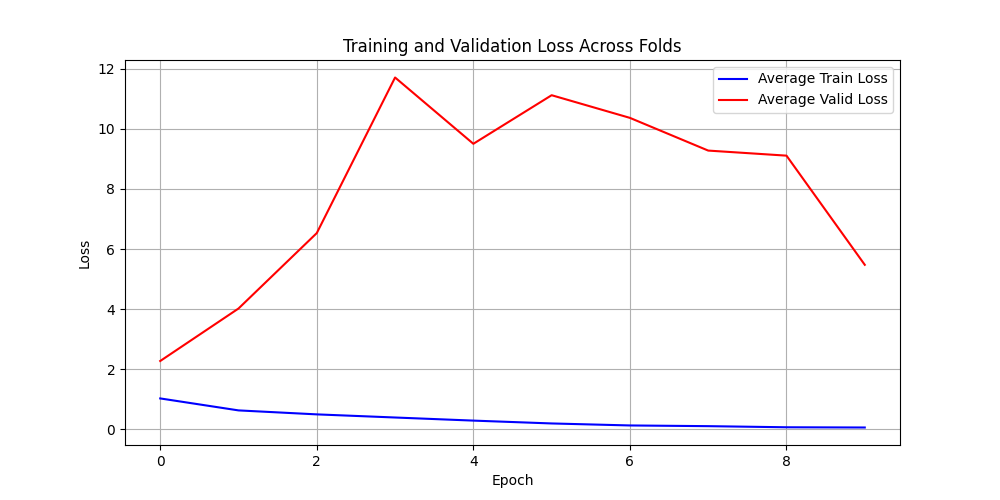 Training and Validation Loss Across Folds
Average Train Loss
Average Valid Loss
12
10
8
6
4
2
0
Loss
0 2 4 6 8
Epoch